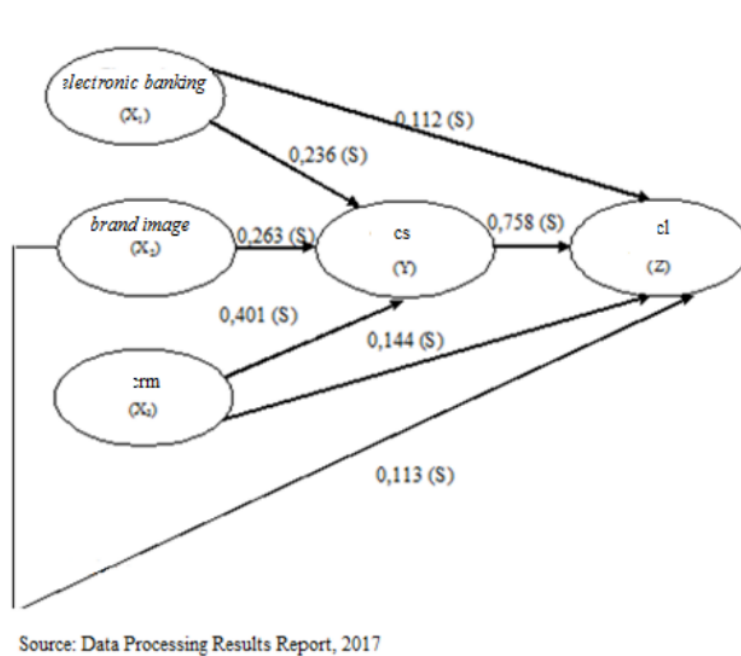 electronic banking
(X₁)
0,112 (S)
0,236 (S)
brand image
(X₂)
0,263 (S)
cs
(Y)
0,758 (S)
cl
(Z)
0,401 (S)
0,144 (S)
crm
(X₃)
0,113 (S)
Source: Data Processing Results Report, 2017